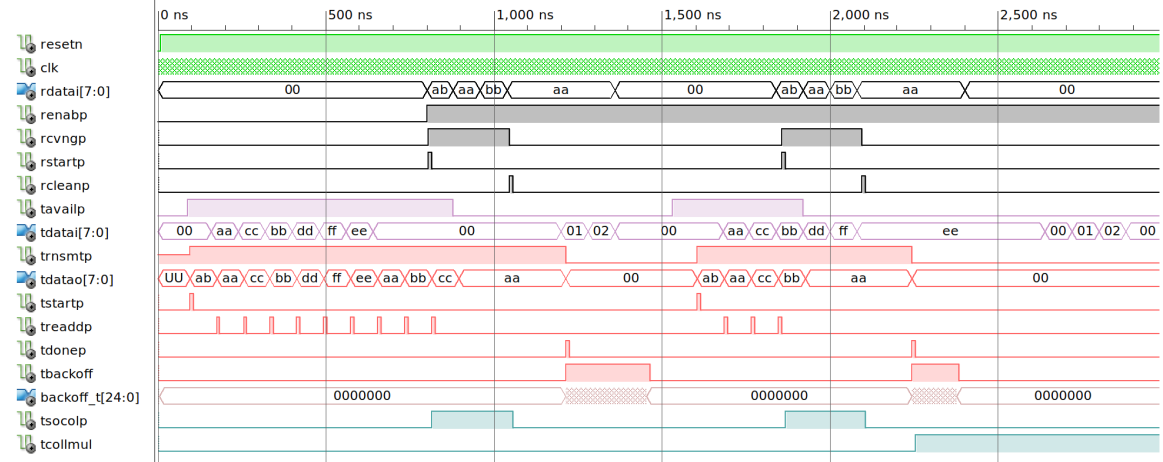 0 ns 500 ns 1,000 ns 1,500 ns 2,000 ns 2,500 ns
resetn
clk
rdatai[7:0] 00 ab aa bb aa 00 ab aa bb aa 00
renabp
rcvngp
rstartp
rcleanp
tavailp
tdatai[7:0] 00 aa cc bb dd ff ee 00 01 02 00 aa cc bb dd ff ee 00 01 02 00
trnsmtp
tdatao[7:0] UU ab aa cc bb dd ff ee aa bb cc aa 00 ab aa cc bb aa 00
tstartp
treaddp
tdonep
tbackoff
backoff_t[24:0] 0000000 0000000 0000000
tsocolp
tcollmul